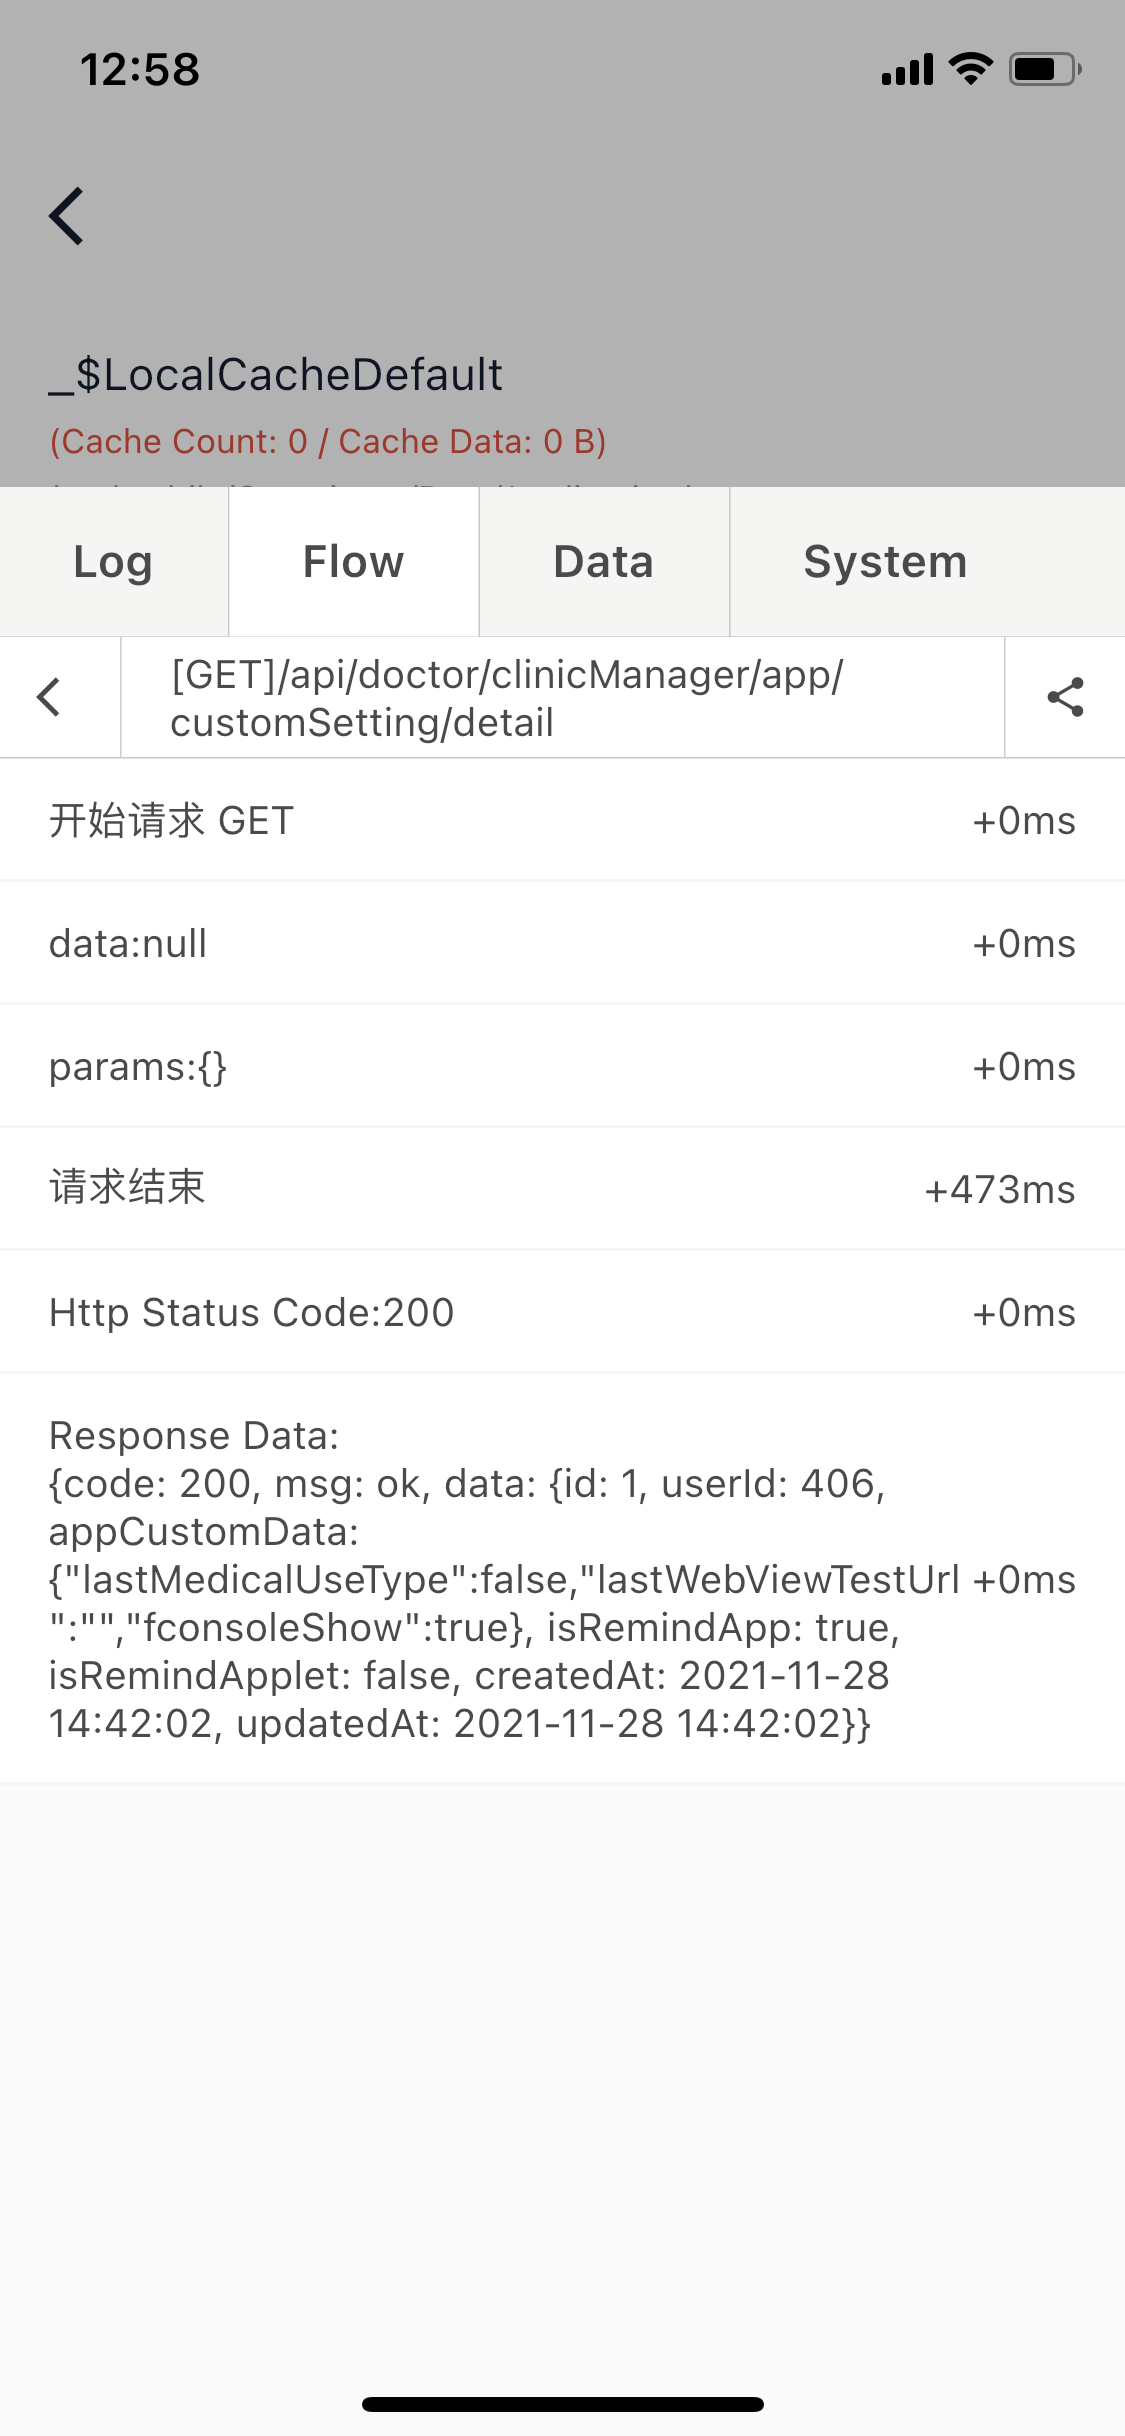 12:58
_$LocalCacheDefault
(Cache Count: 0 / Cache Data: 0 B)
Log
Flow
Data
System
[GET]/api/doctor/clinicManager/app/
customSetting/detail
开始请求 GET
+0ms
data:null
+0ms
params:{}
+0ms
请求结束
+473ms
Http Status Code:200
+0ms
Response Data:
{code: 200, msg: ok, data: {id: 1, userId: 406,
appCustomData:
{"lastMedicalUseType":false,"lastWebViewTestUrl
+0ms
":"","fconsoleShow":true}, isRemindApp: true,
isRemindApplet: false, createdAt: 2021-11-28
14:42:02, updatedAt: 2021-11-28 14:42:02}}